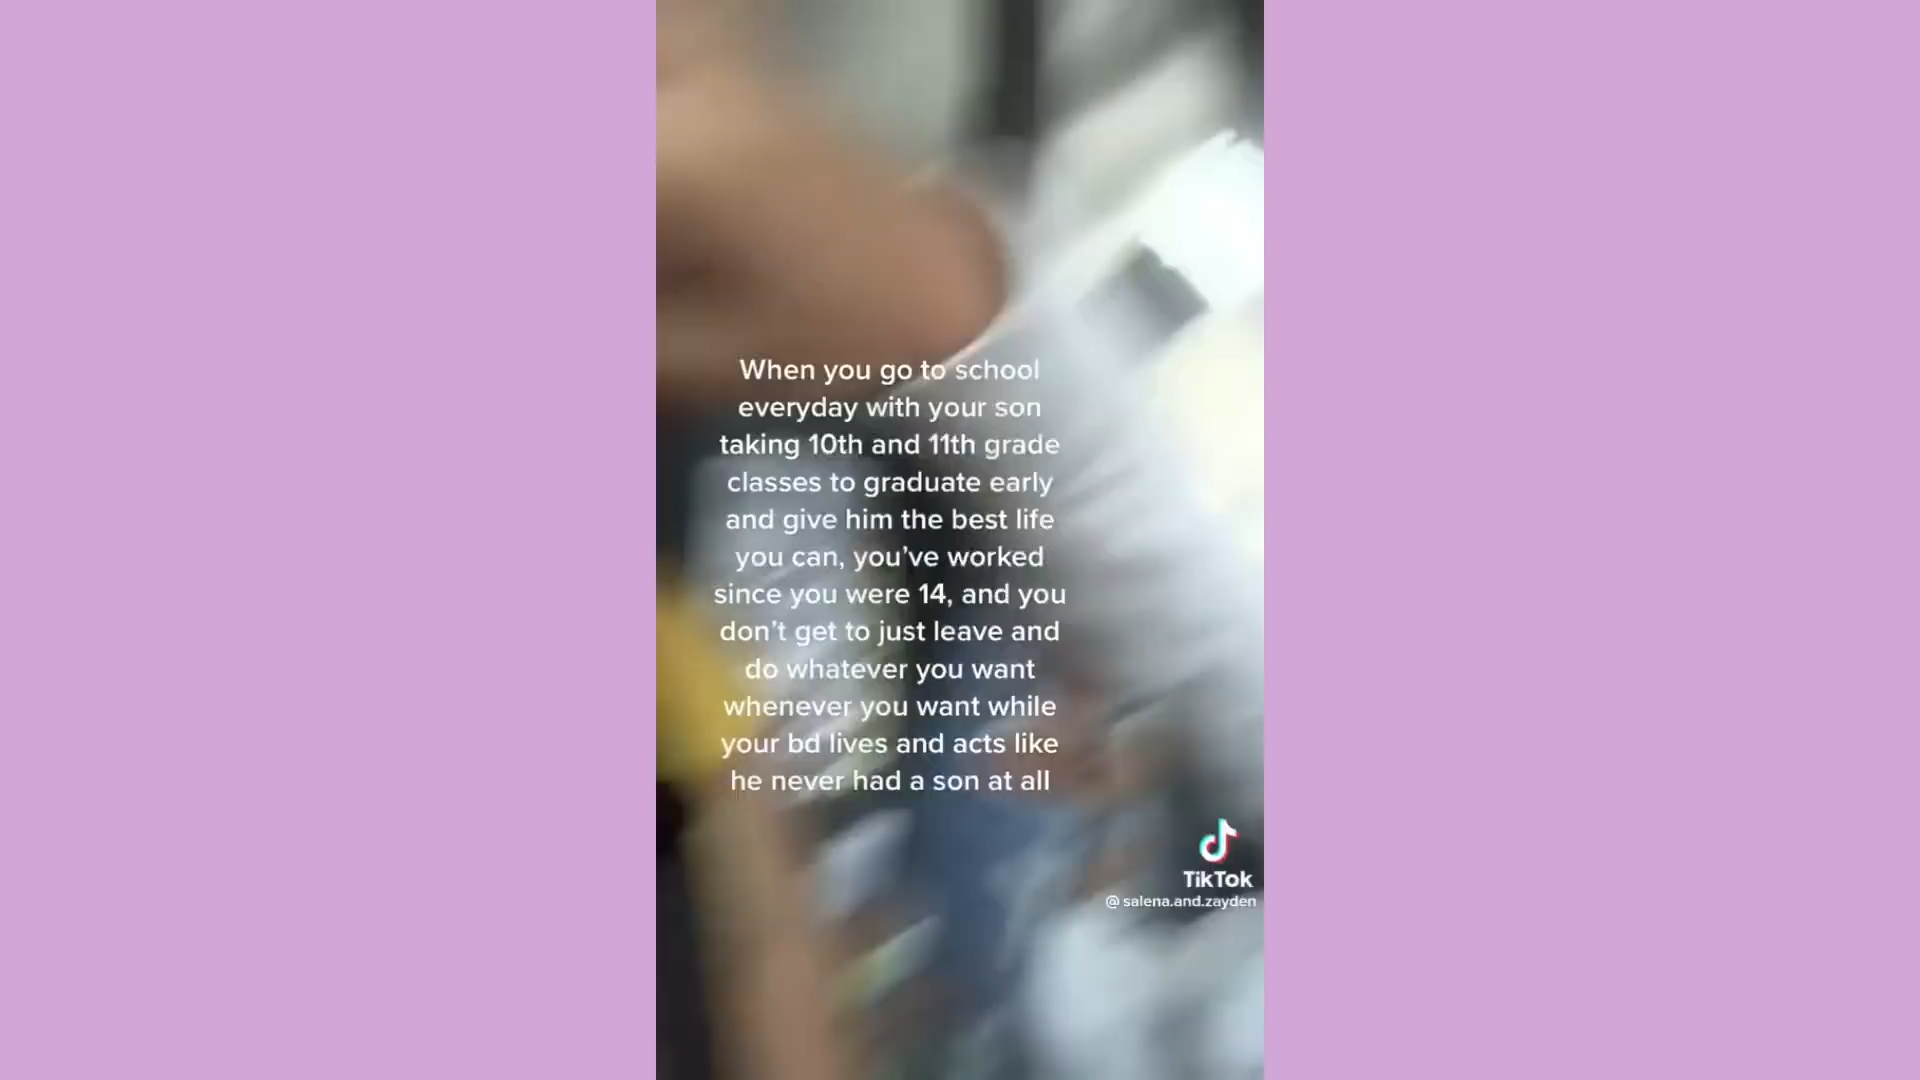 When you go to school
everyday with your son
taking 10th and 11th grade
classes to graduate early
and give him the best life
you can, you’ve worked
since you were 14, and you
don’t get to just leave and
do whatever you want
whenever you want while
your bd lives and acts like
he never had a son at all
TikTok
@salena.and.zayden